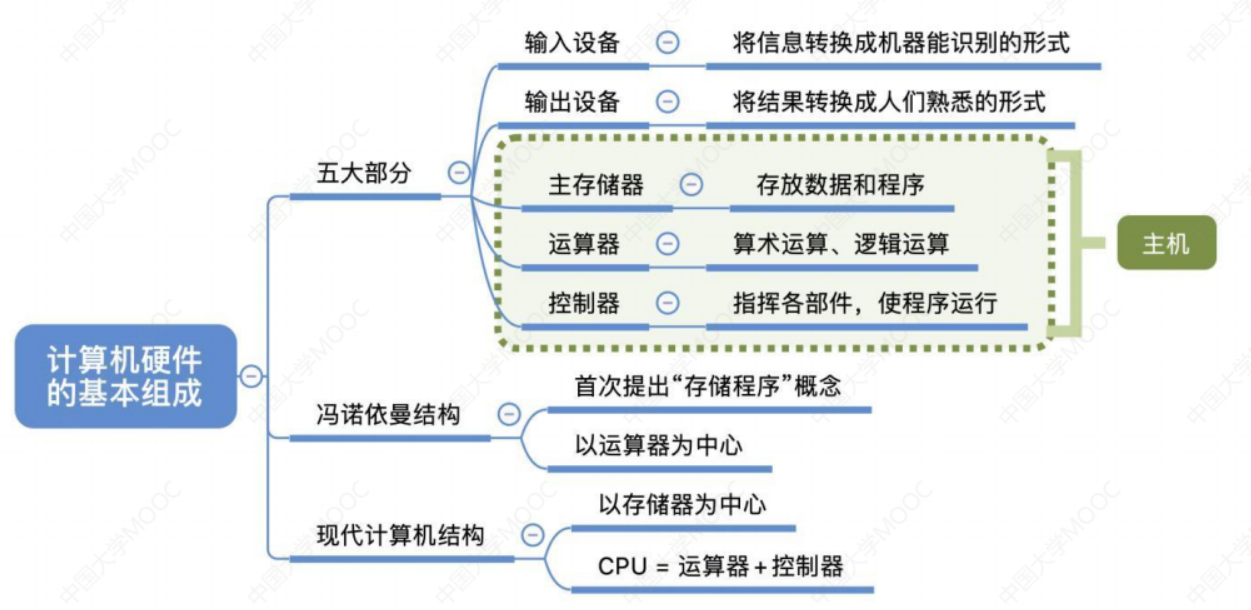 输入设备
将信息转换成机器能识别的形式
输出设备
将结果转换成人们熟悉的形式
五大部分
主存储器
存放数据和程序
运算器
算术运算、逻辑运算
主机
控制器
指挥各部件，使程序运行
计算机硬件
的基本组成
首次提出“存储程序”概念
冯诺依曼结构
以运算器为中心
以存储器为中心
现代计算机结构
CPU = 运算器+控制器
中国大学MOOC